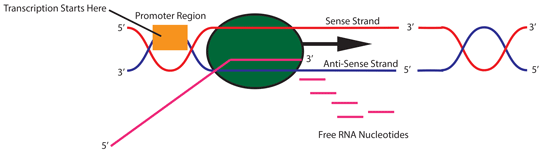 Transcription Starts Here
Promoter Region
5' Sense Strand 3' 3'
3'
3' Anti-Sense Strand 5' 5'
Free RNA Nucleotides
5'